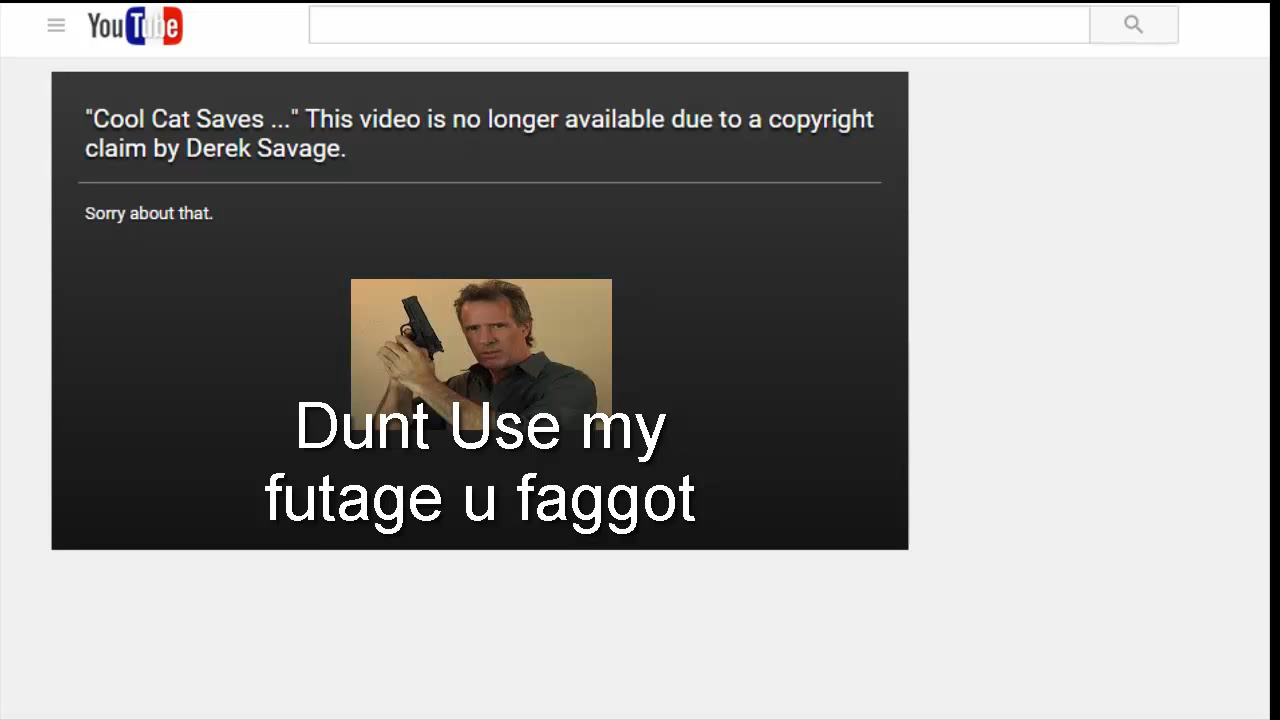 YouTube
"Cool Cat Saves ..." This video is no longer available due to a copyright
claim by Derek Savage.
Sorry about that.
Dunt Use my
futage u faggot